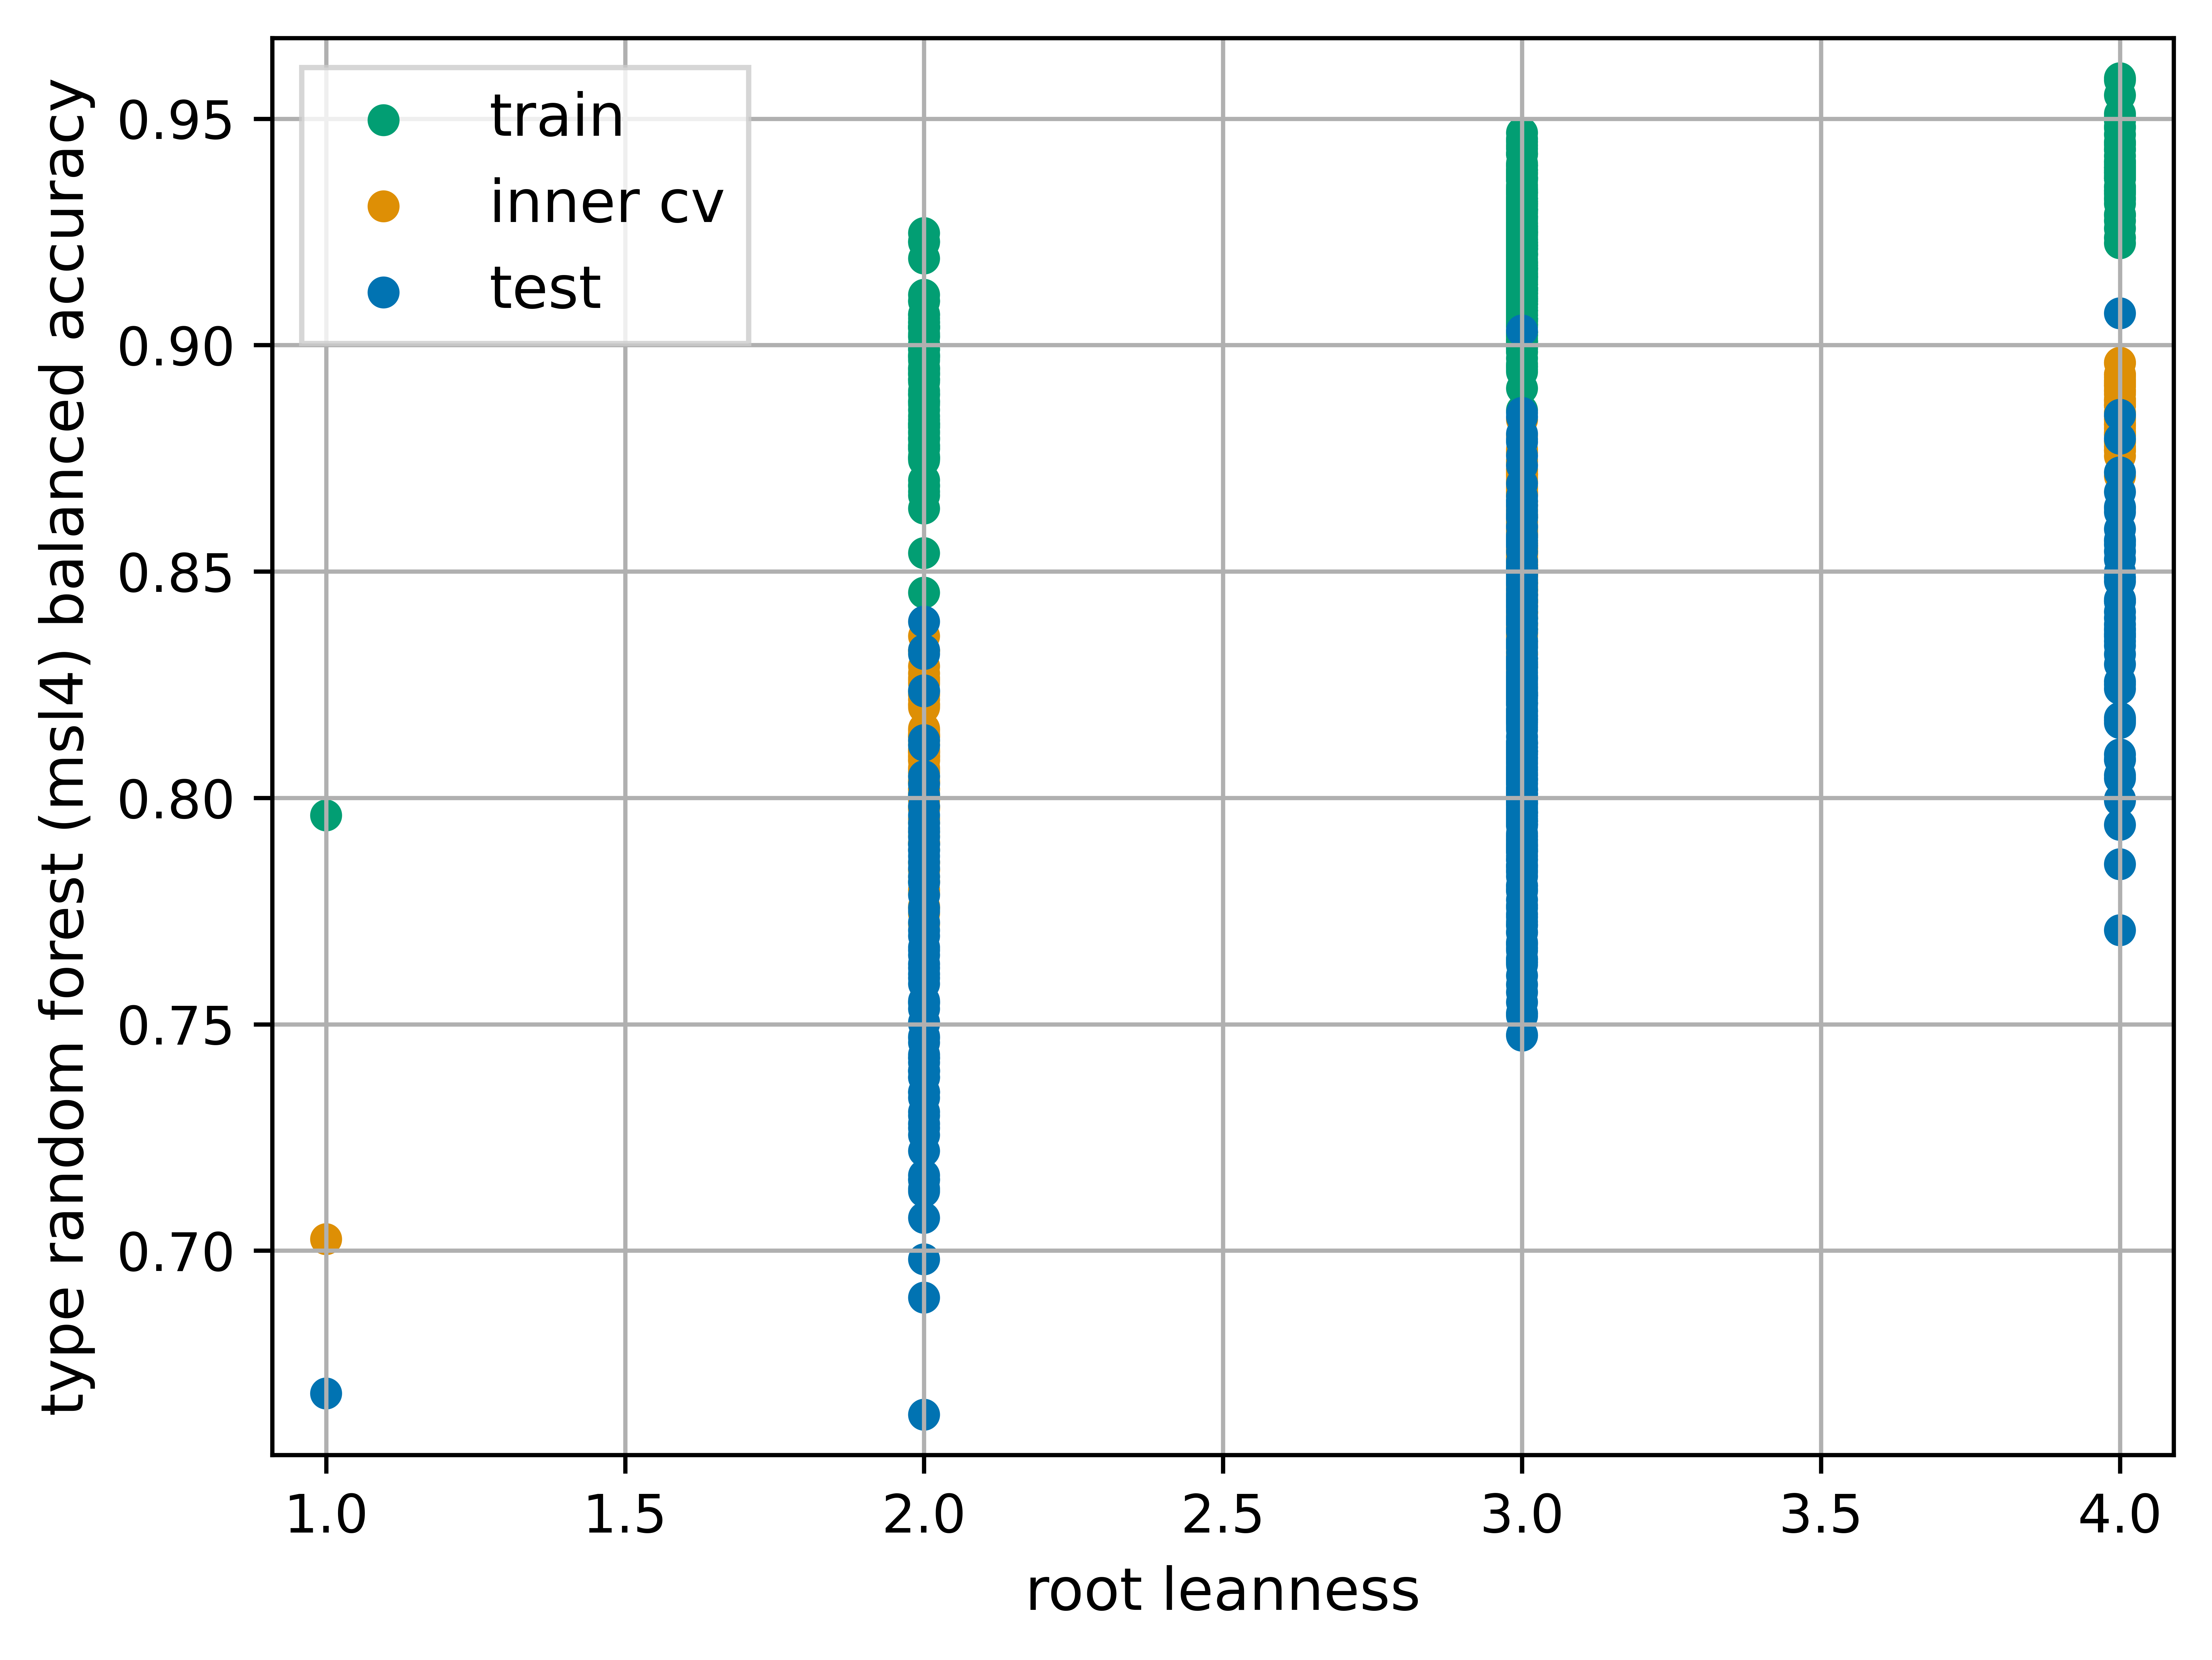 train
inner cv
test
type random forest (msl4) balanced accuracy
0.95
0.90
0.85
0.80
0.75
0.70
1.0 1.5 2.0 2.5 3.0 3.5 4.0
root leanness